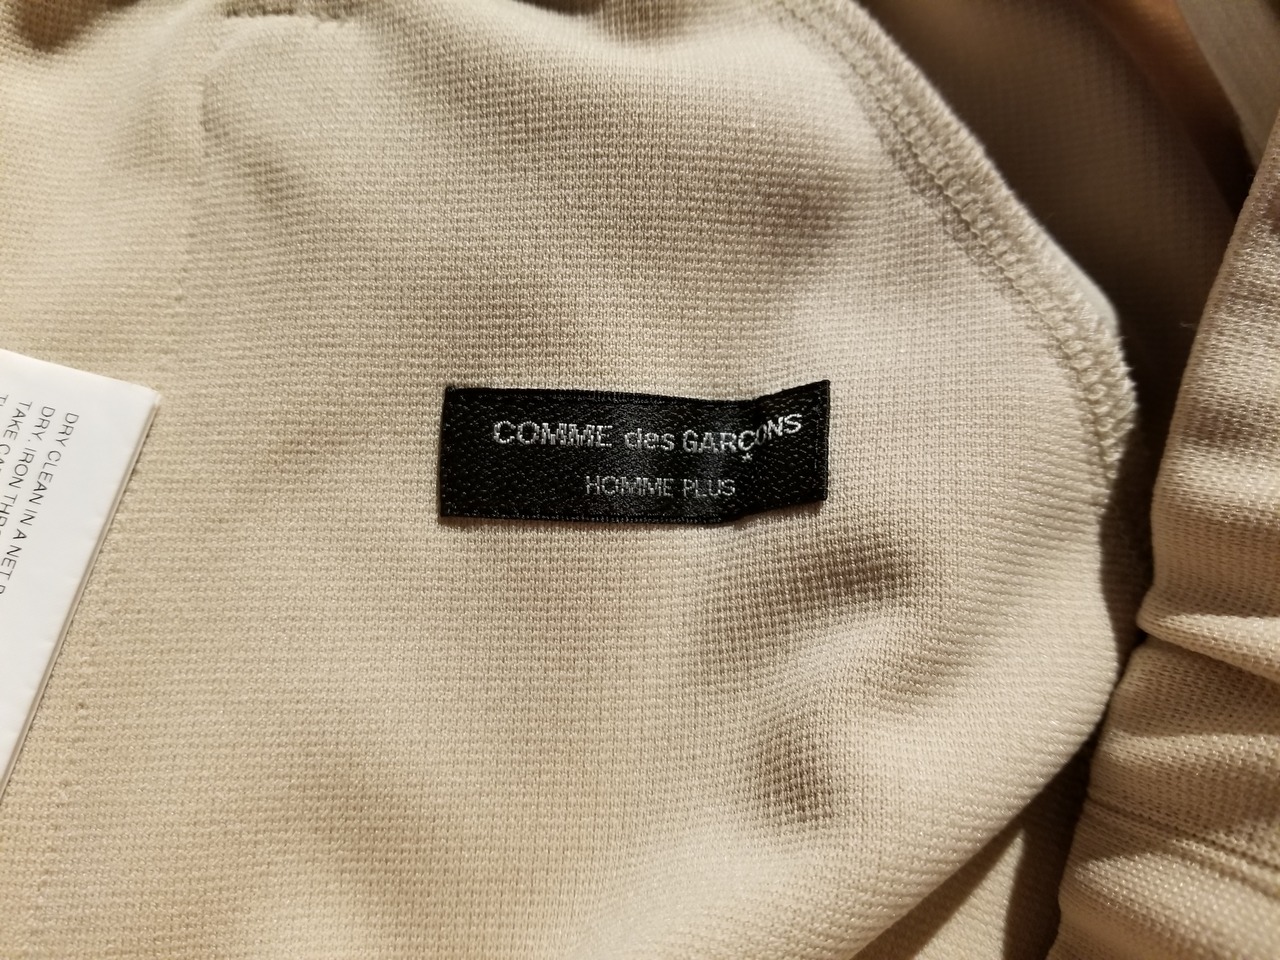 COMME des GARÇONS
HOMME PLUS
DRY CLEAN IN A NET
DRY. IRON
TAKE